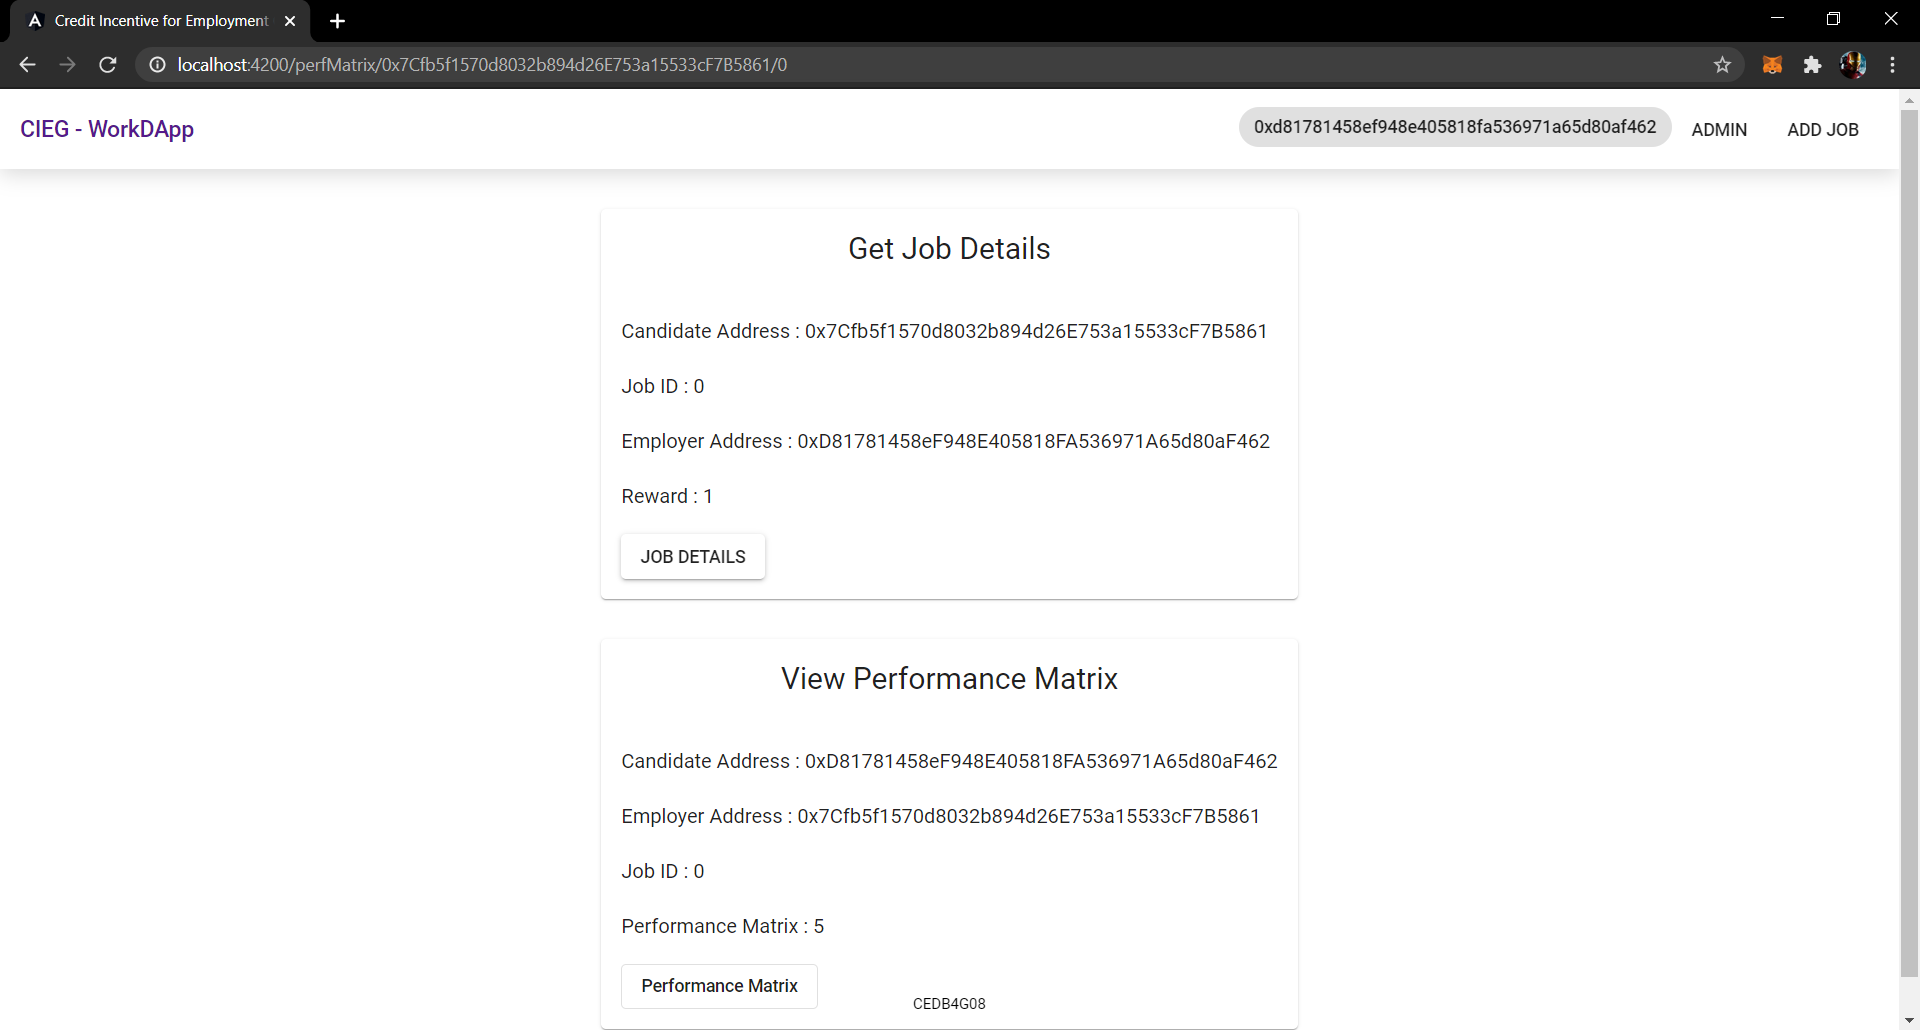 Credit Incentive for Employment
localhost:4200/perfMatrix/0x7Cfb5f1570d8032b894d26E753a15533cF7B5861/0
CIEG - WorkDApp
0xd81781458ef948e405818fa536971a65d80af462
ADMIN
ADD JOB
Get Job Details
Candidate Address : 0x7Cfb5f1570d8032b894d26E753a15533cF7B5861
Job ID : 0
Employer Address : 0xD81781458eF948E405818FA536971A65d80aF462
Reward : 1
JOB DETAILS
View Performance Matrix
Candidate Address : 0xD81781458eF948E405818FA536971A65d80aF462
Employer Address : 0x7Cfb5f1570d8032b894d26E753a15533cF7B5861
Job ID : 0
Performance Matrix : 5
Performance Matrix
CEDB4G08